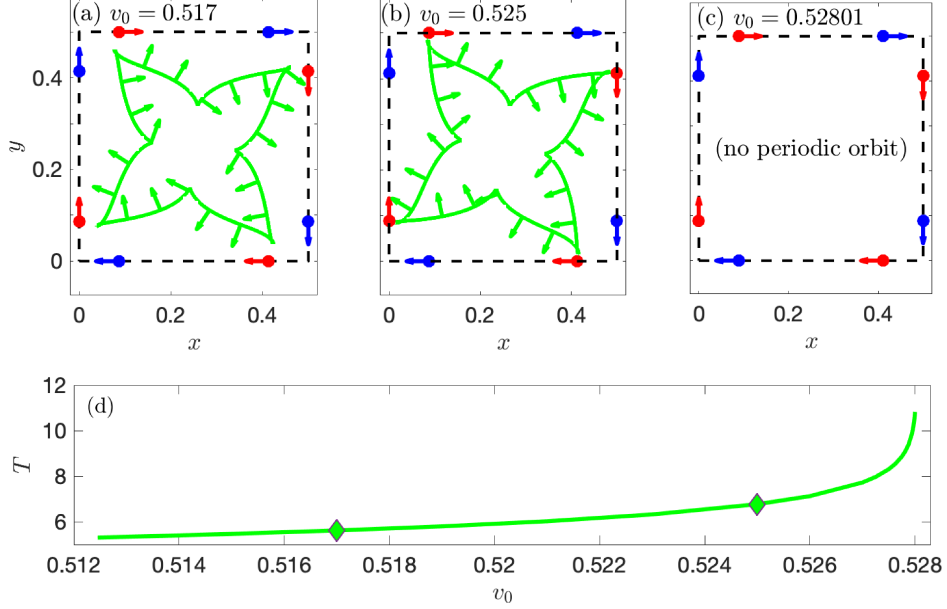 (a) v₀ = 0.517
(b) v₀ = 0.525
(c) v₀ = 0.52801
0.4
0.2
0
y
(no periodic orbit)
0 0.2 0.4
0 0.2 0.4
0 0.2 0.4
x
x
x
(d)
12
10
8
6
T
0.512 0.514 0.516 0.518 0.52 0.522 0.524 0.526 0.528
v₀